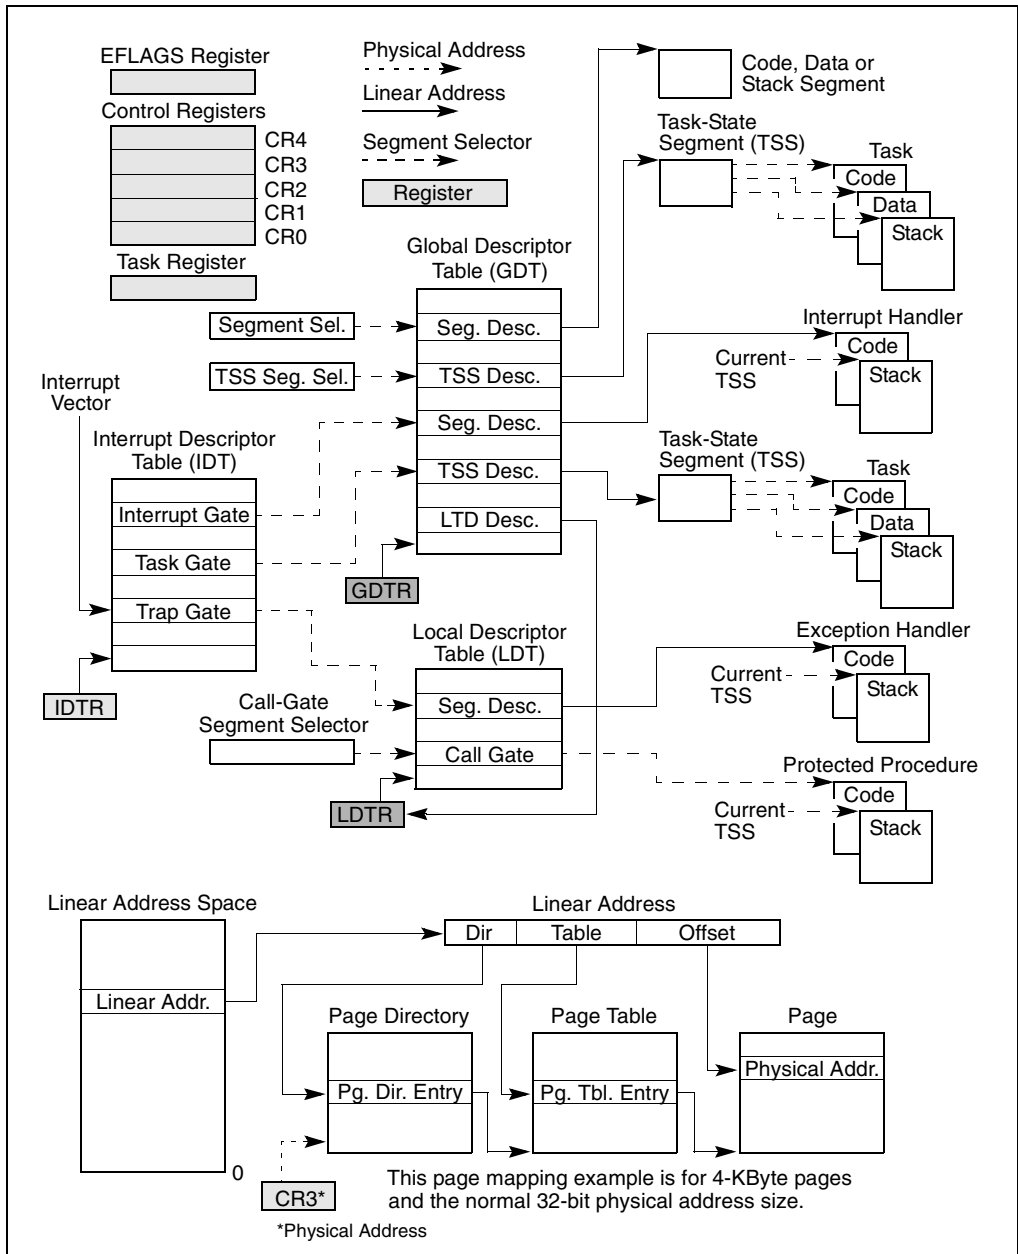 EFLAGS Register
Control Registers
CR4
CR3
CR2
CR1
CR0
Task Register
Physical Address
Linear Address
Segment Selector
Register
Code, Data or
Stack Segment
Task-State
Segment (TSS)
Task
Code
Data
Stack
Global Descriptor
Table (GDT)
Segment Sel.
Seg. Desc.
TSS Seg. Sel.
TSS Desc.
Seg. Desc.
TSS Desc.
LTD Desc.
GDTR
Interrupt Handler
Code
Current
TSS
Stack
Interrupt
Vector
Interrupt Descriptor
Table (IDT)
Interrupt Gate
Task Gate
Trap Gate
IDTR
Task-State
Segment (TSS)
Task
Code
Data
Stack
Local Descriptor
Table (LDT)
Seg. Desc.
Call-Gate
Segment Selector
Call Gate
LDTR
Exception Handler
Code
Current
TSS
Stack
Protected Procedure
Code
Current
TSS
Stack
Linear Address Space
Linear Addr.
0
Linear Address
Dir
Table
Offset
Page Directory
Pg. Dir. Entry
Page Table
Pg. Tbl. Entry
Page
Physical Addr.
CR3*
*Physical Address
This page mapping example is for 4-KByte pages
and the normal 32-bit physical address size.